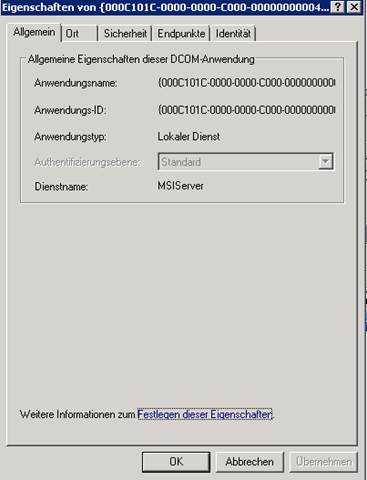 Eigenschaften von {000C101C-0000-0000-C000-00000000004...
Allgemein Ort Sicherheit Endpunkte Identität
Allgemeine Eigenschaften dieser DCOM-Anwendung
Anwendungsname: {000C101C-0000-0000-C000-0000000000
Anwendungs-ID: {000C101C-0000-0000-C000-0000000000
Anwendungstyp: Lokaler Dienst
Authentifizierungsebene: Standard
Dienstname: MSIServer
Weitere Informationen zum Festlegen dieser Eigenschaften.
OK Abbrechen Übernehmen